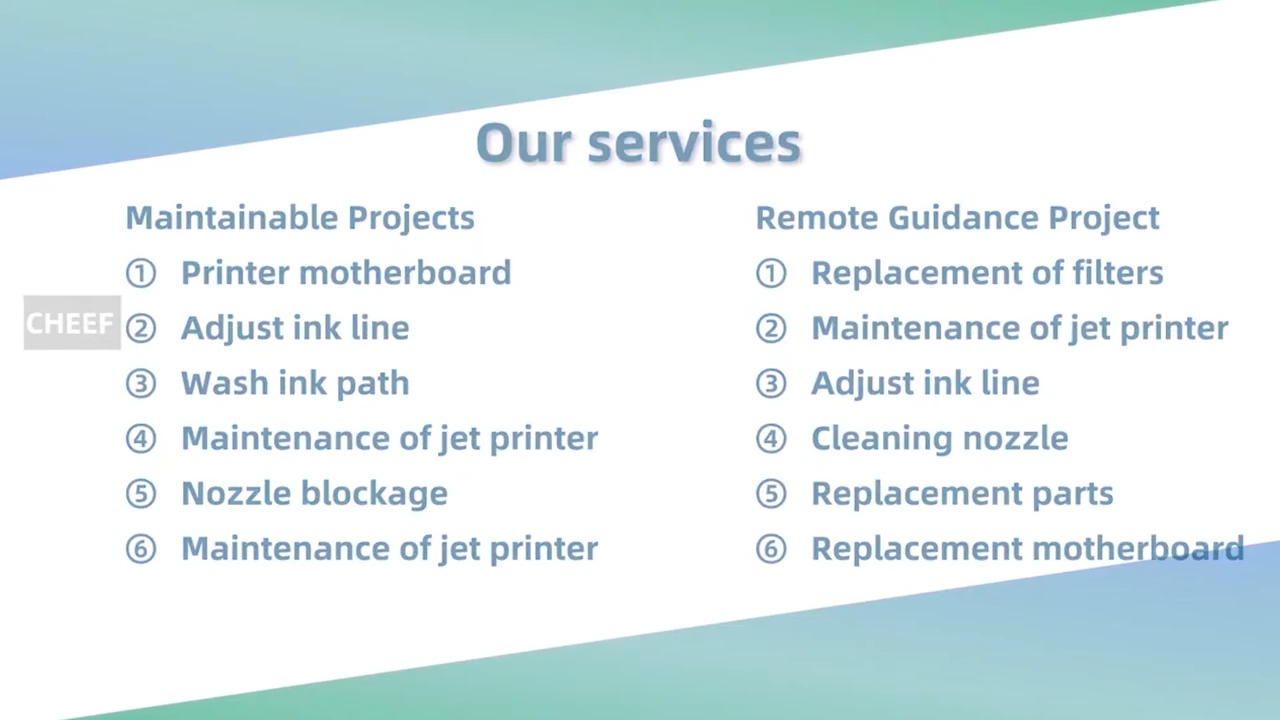 Our services
Maintainable Projects
① Printer motherboard
② Adjust ink line
③ Wash ink path
④ Maintenance of jet printer
⑤ Nozzle blockage
⑥ Maintenance of jet printer
Remote Guidance Project
① Replacement of filters
② Maintenance of jet printer
③ Adjust ink line
④ Cleaning nozzle
⑤ Replacement parts
⑥ Replacement motherboard
CHEEF